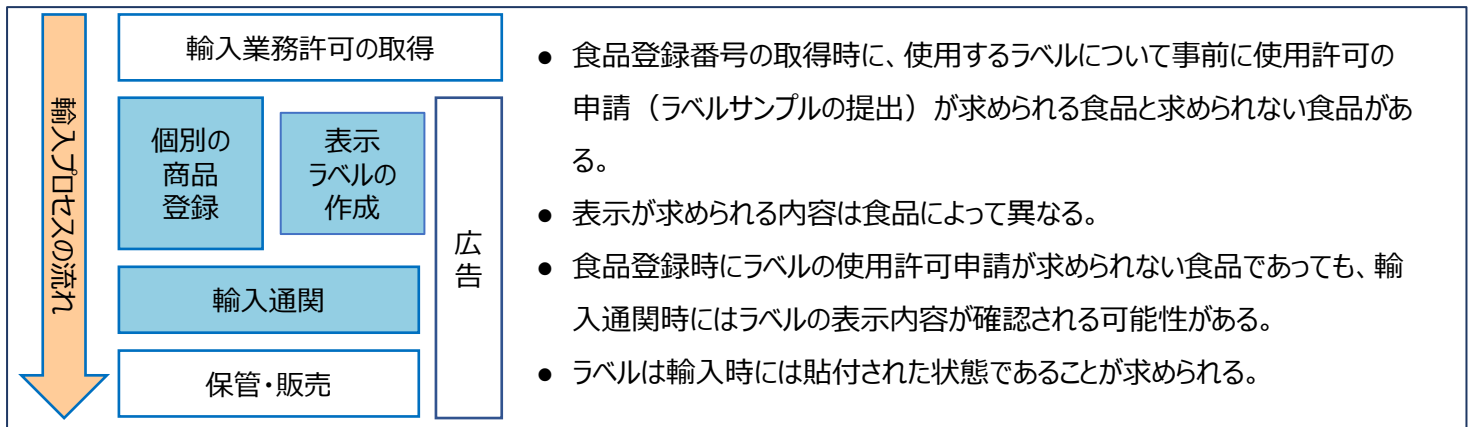 輸入プロセスの流れ
輸入業務許可の取得
個別の
商品
登録
表示
ラベルの
作成
広告
輸入通関
保管・販売
● 食品登録番号の取得時に、使用するラベルについて事前に使用許可の
申請（ラベルサンプルの提出）が求められる食品と求められない食品があ
る。
● 表示が求められる内容は食品によって異なる。
● 食品登録時にラベルの使用許可申請が求められない食品であっても、輸
入通関時にはラベルの表示内容が確認される可能性がある。
● ラベルは輸入時には貼付された状態であることが求められる。